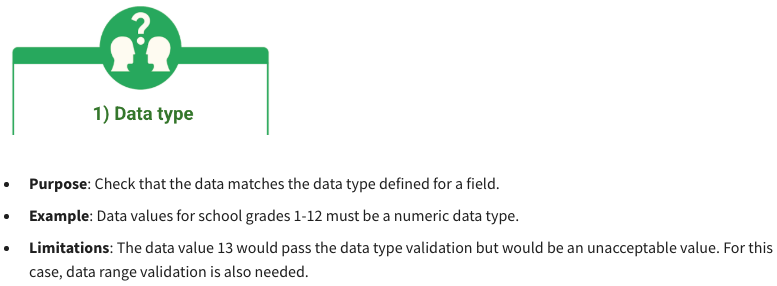 ?
1) Data type
• Purpose: Check that the data matches the data type defined for a field.
• Example: Data values for school grades 1-12 must be a numeric data type.
• Limitations: The data value 13 would pass the data type validation but would be an unacceptable value. For this
case, data range validation is also needed.